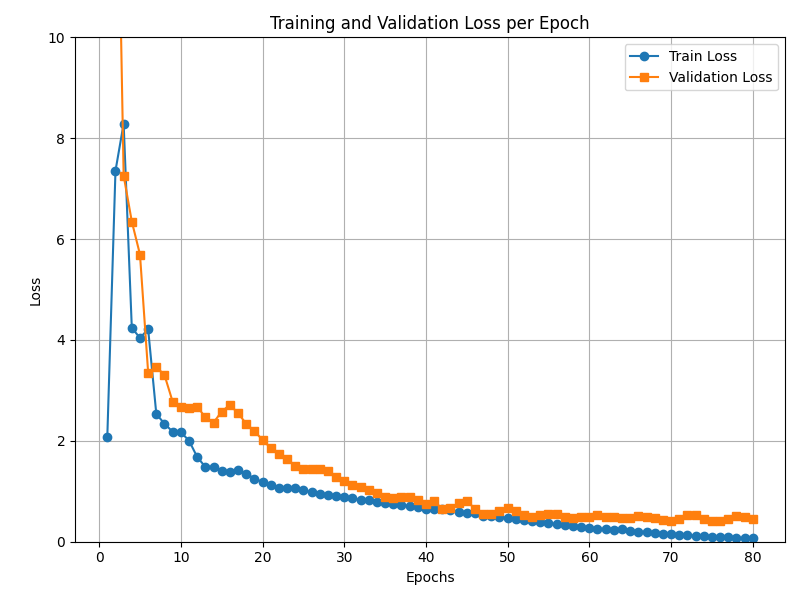 Training and Validation Loss per Epoch
Train Loss
Validation Loss
10
8
6
4
2
0
Loss
0 10 20 30 40 50 60 70 80
Epochs